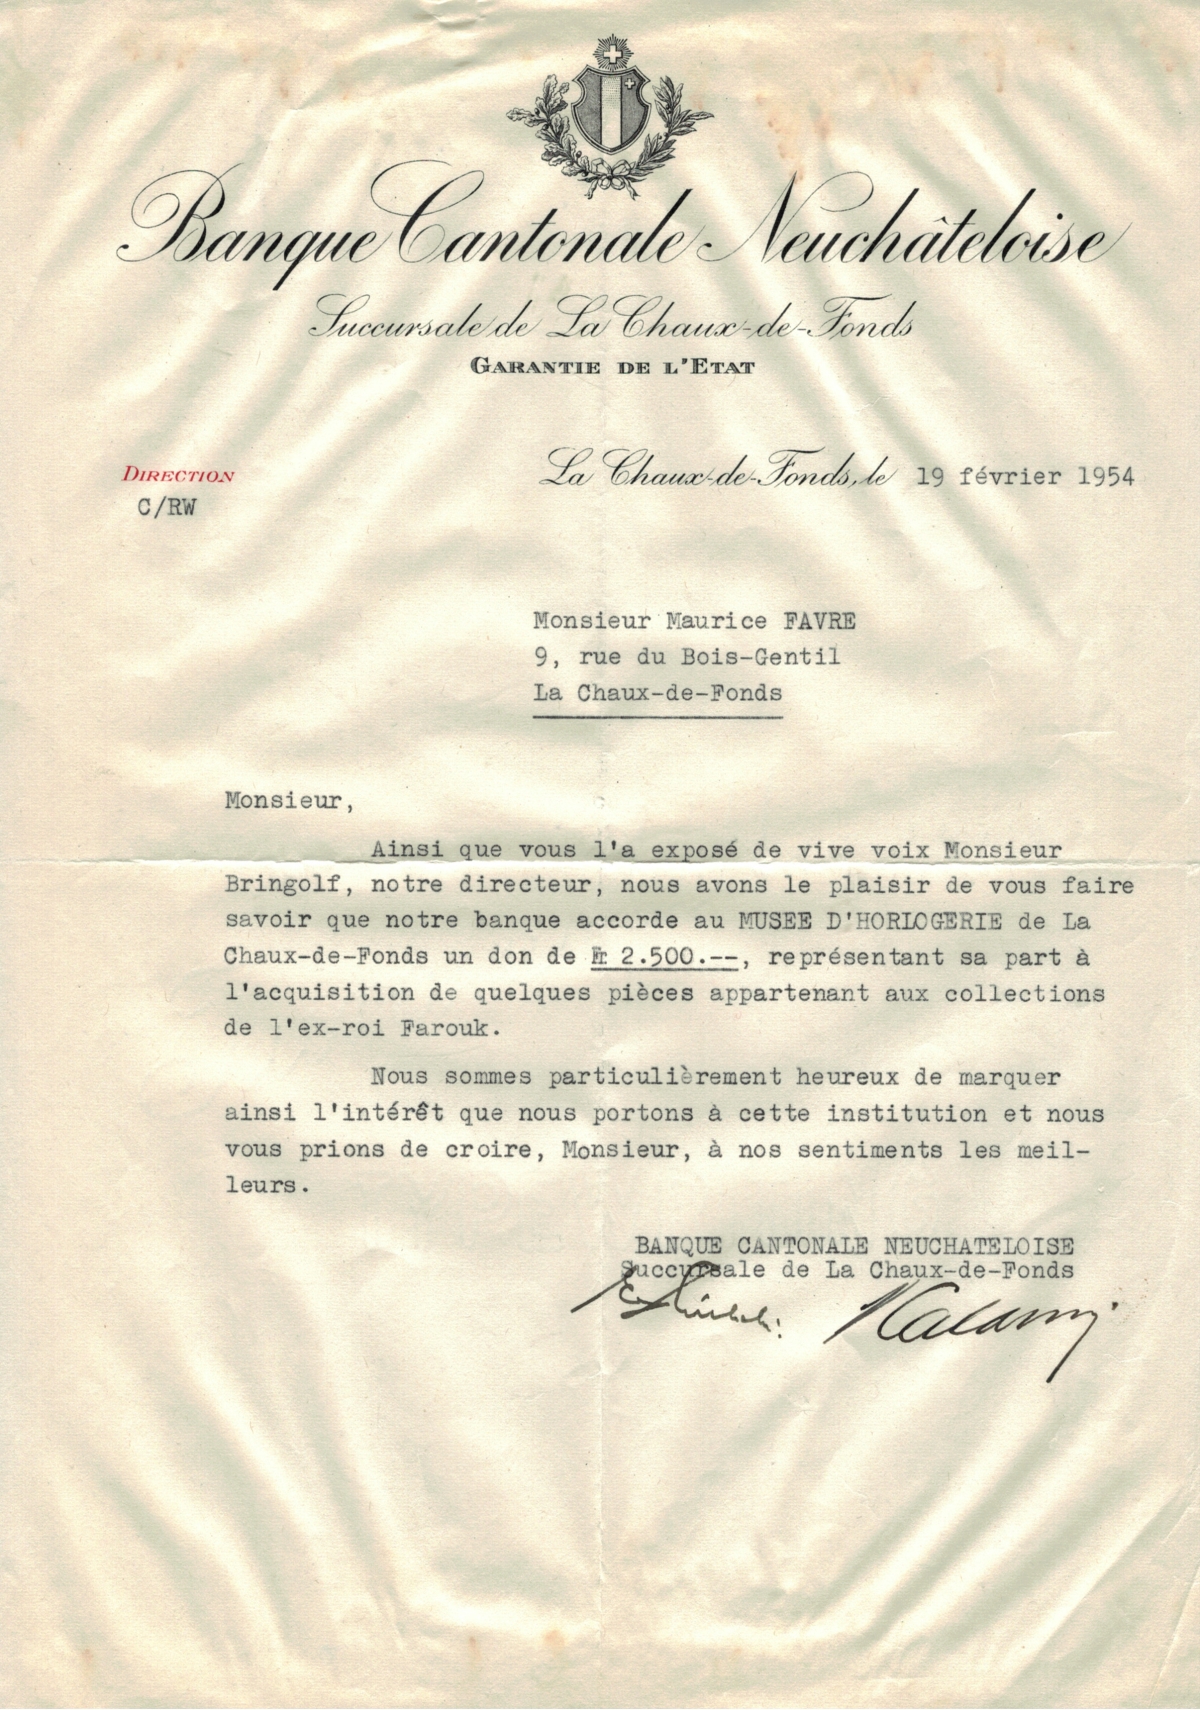 Banque Cantonale Neuchâteloise
Succursale de La Chaux-de-Fonds
GARANTIE DE L'ETAT
DIRECTION
C/RW
La Chaux-de-Fonds, le 19 février 1954
Monsieur Maurice FAVRE
9, rue du Bois-Gentil
La Chaux-de-Fonds
Monsieur,
Ainsi que vous l'a exposé de vive voix Monsieur
Bringolf, notre directeur, nous avons le plaisir de vous faire
savoir que notre banque accorde au MUSEE D'HORLOGERIE de La
Chaux-de-Fonds un don de Fr 2.500.--, représentant sa part à
l'acquisition de quelques pièces appartenant aux collections
de l'ex-roi Farouk.
Nous sommes particulièrement heureux de marquer
ainsi l'intérêt que nous portons à cette institution et nous
vous prions de croire, Monsieur, à nos sentiments les meil-
leurs.
BANQUE CANTONALE NEUCHATELOISE
Succursale de La Chaux-de-Fonds